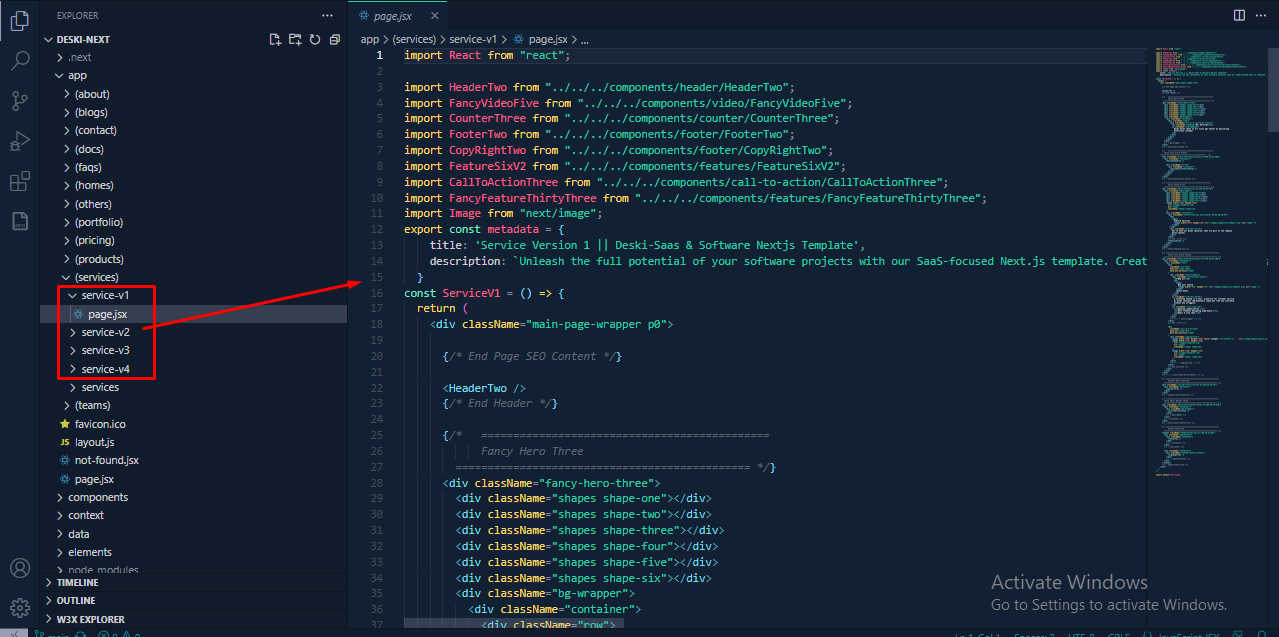 EXPLORER
DESKI-NEXT
.next
app
(about)
(blogs)
(contact)
(docs)
(faqs)
(homes)
(others)
(portfolio)
(pricing)
(products)
(services)
service-v1
page.jsx
service-v2
service-v3
service-v4
services
(teams)
favicon.ico
JS layout.js
not-found.jsx
page.jsx
components
context
data
elements
node_modules
TIMELINE
OUTLINE
W3X EXPLORER
page.jsx
app > (services) > service-v1 > page.jsx > ...
1 import React from "react";
2
3 import HeaderTwo from "../../../components/header/HeaderTwo";
4 import FancyVideoFive from "../../../components/video/FancyVideoFive";
5 import CounterThree from "../../../components/counter/CounterThree";
6 import FooterTwo from "../../../components/footer/FooterTwo";
7 import CopyRightTwo from "../../../components/footer/CopyRightTwo";
8 import FeatureSixV2 from "../../../components/features/FeatureSixV2";
9 import CallToActionThree from "../../../components/call-to-action/CallToActionThree";
10 import FancyFeatureThirtyThree from "../../../components/features/FancyFeatureThirtyThree";
11 import Image from "next/image";
12 export const metadata = {
13 title: 'Service Version 1 || Deski-Saas & Software Nextjs Template',
14 description: `Unleash the full potential of your software projects with our SaaS-focused Next.js template. Creat
15 }
16 const ServiceV1 = () => {
17 return (
18 <div className="main-page-wrapper p0">
19
20 {/* End Page SEO Content */}
21
22 <HeaderTwo />
23 {/* End Header */}
24
25 {/* =============================================
26 Fancy Hero Three
27 ============================================== */}
28 <div className="fancy-hero-three">
29 <div className="shapes shape-one"></div>
30 <div className="shapes shape-two"></div>
31 <div className="shapes shape-three"></div>
32 <div className="shapes shape-four"></div>
33 <div className="shapes shape-five"></div>
34 <div className="shapes shape-six"></div>
35 <div className="bg-wrapper">
36 <div className="container">
37 <div className="row">
Activate Windows
Go to Settings to activate Windows.